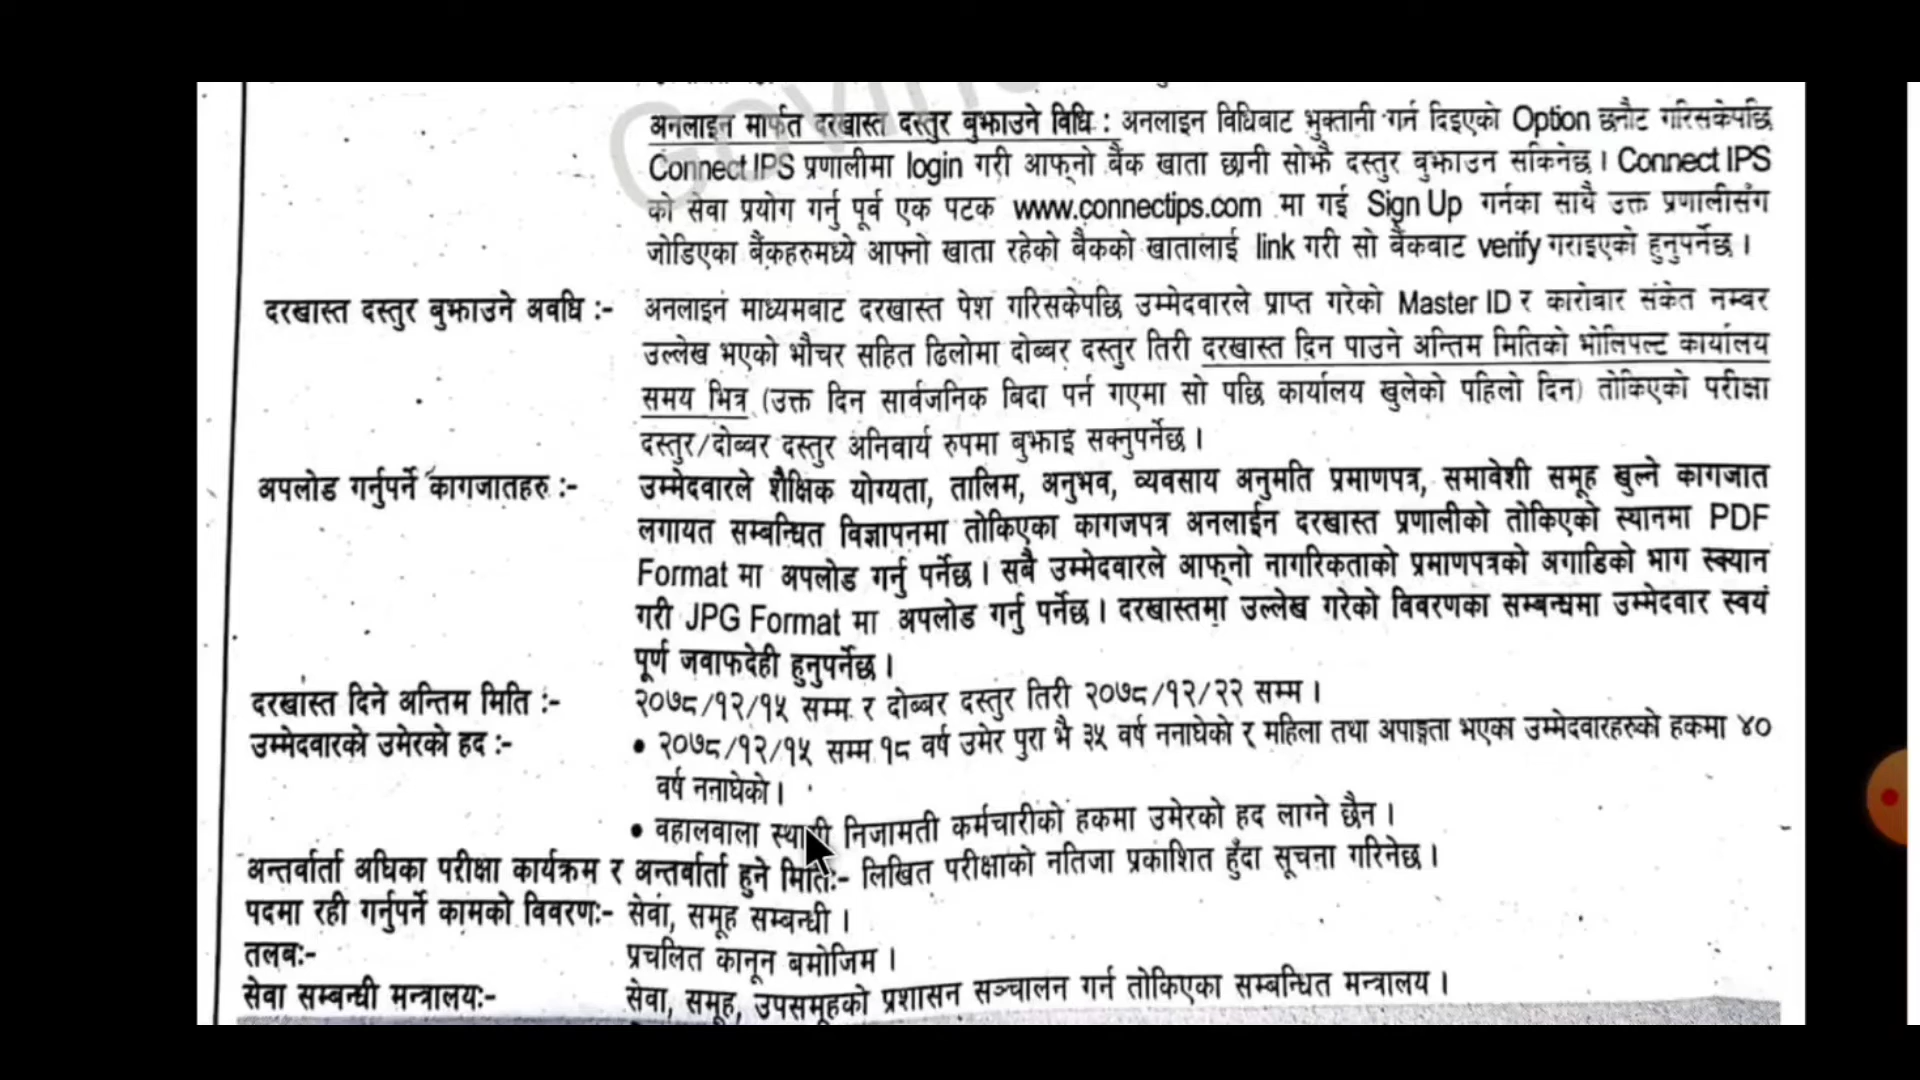 Govin
अनलाइन मार्फत दरखास्त दस्तुर बुझाउने विधि : अनलाइन विधिबाट भुक्तानी गर्न दिइएको Option छनौट गरिसकेपछि
Connect IPS प्रणालीमा login गरी आफ्नो बैंक खाता छानी सोझै दस्तुर बुझाउन सकिनेछ । Connect IPS
को सेवा प्रयोग गर्नु पूर्व एक पटक www.connectips.com मा गई Sign Up गर्नका साथै उक्त प्रणालीसंग
जोडिएका बैंकहरुमध्ये आफ्नो खाता रहेको बैकको खातालाई link गरी सो बैंकबाट verify गराइएको हुनुपर्नेछ ।
दरखास्त दस्तुर बुझाउने अवधि :- अनलाइन माध्यमबाट दरखास्त पेश गरिसकेपछि उम्मेदवारले प्राप्त गरेको Master ID र कारोबार संकेत नम्बर
उल्लेख भएको भौचर सहित ढिलोमा दोब्बर दस्तुर तिरी दरखास्त दिन पाउने अन्तिम मितिको भोलिपल्ट कार्यालय
समय भित्र (उक्त दिन सार्वजनिक बिदा पर्न गएमा सो पछि कार्यालय खुलेको पहिलो दिन) तोकिएको परीक्षा
दस्तुर/दोब्बर दस्तुर अनिवार्य रुपमा बुझाइ सक्नुपर्नेछ ।
अपलोड गर्नुपर्ने कागजातहरु :- उम्मेदवारले शैक्षिक योग्यता, तालिम, अनुभव, व्यवसाय अनुमति प्रमाणपत्र, समावेशी समूह खुल्ने कागजात
लगायत सम्बन्धित विज्ञापनमा तोकिएका कागजपत्र अनलाईन दरखास्त प्रणालीको तोकिएको स्थानमा PDF
Format मा अपलोड गर्नु पर्नेछ । सबै उम्मेदवारले आफ्नो नागरिकताको प्रमाणपत्रको अगाडिको भाग स्क्यान
गरी JPG Format मा अपलोड गर्नु पर्नेछ । दरखास्तमा उल्लेख गरेको विवरणका सम्बन्धमा उम्मेदवार स्वयं
पूर्ण जवाफदेही हुनुपर्नेछ ।
दरखास्त दिने अन्तिम मिति :- २०७८/१२/१५ सम्म र दोब्बर दस्तुर तिरी २०७८/१२/२२ सम्म ।
उम्मेदवारको उमेरको हद :- • २०७८/१२/१५ सम्म १८ वर्ष उमेर पुरा भै ३५ वर्ष ननाघेको र महिला तथा अपाङ्गता भएका उम्मेदवारहरुको हकमा ४०
वर्ष ननाघेको ।
• वहालवाला स्थायी निजामती कर्मचारीको हकमा उमेरको हद लाग्ने छैन ।
अन्तर्वार्ता अघिका परीक्षा कार्यक्रम र अन्तर्वार्ता हुने मितिः- लिखित परीक्षाको नतिजा प्रकाशित हुँदा सूचना गरिनेछ ।
पदमा रही गर्नुपर्ने कामको विवरणः- सेवा, समूह सम्बन्धी ।
तलबः- प्रचलित कानून बमोजिम ।
सेवा सम्बन्धी मन्त्रालयः- सेवा, समूह, उपसमूहको प्रशासन सञ्चालन गर्न तोकिएका सम्बन्धित मन्त्रालय ।